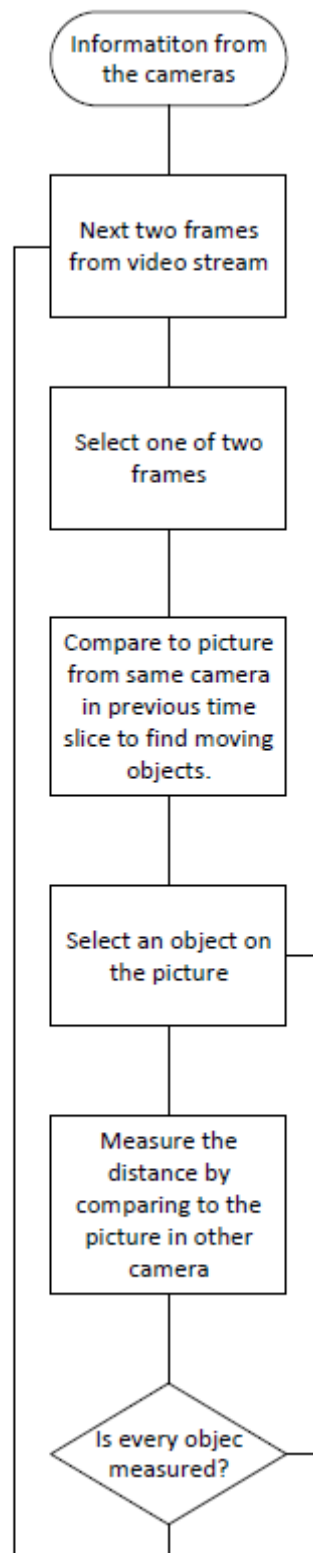 Informatiton from
the cameras
Next two frames
from video stream
Select one of two
frames
Compare to picture
from same camera
in previous time
slice to find moving
objects.
Select an object on
the picture
Measure the
distance by
comparing to the
picture in other
camera
Is every objec
measured?